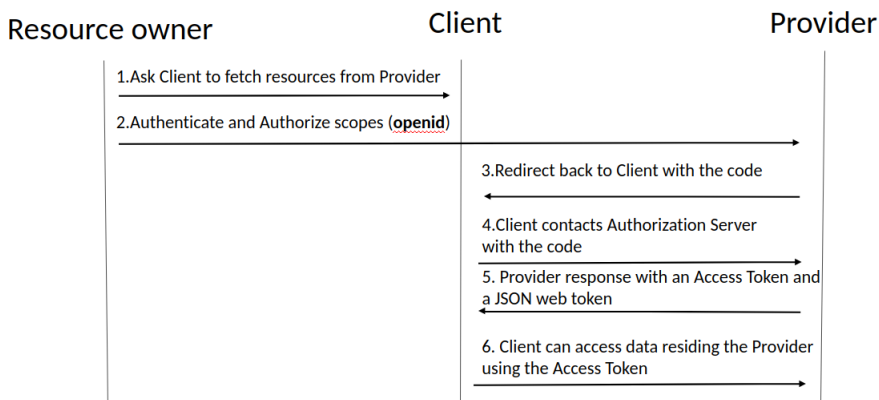 Resource owner
Client
Provider
1.Ask Client to fetch resources from Provider
2.Authenticate and Authorize scopes (openid)
3.Redirect back to Client with the code
4.Client contacts Authorization Server
with the code
5. Provider response with an Access Token and
a JSON web token
6. Client can access data residing the Provider
using the Access Token